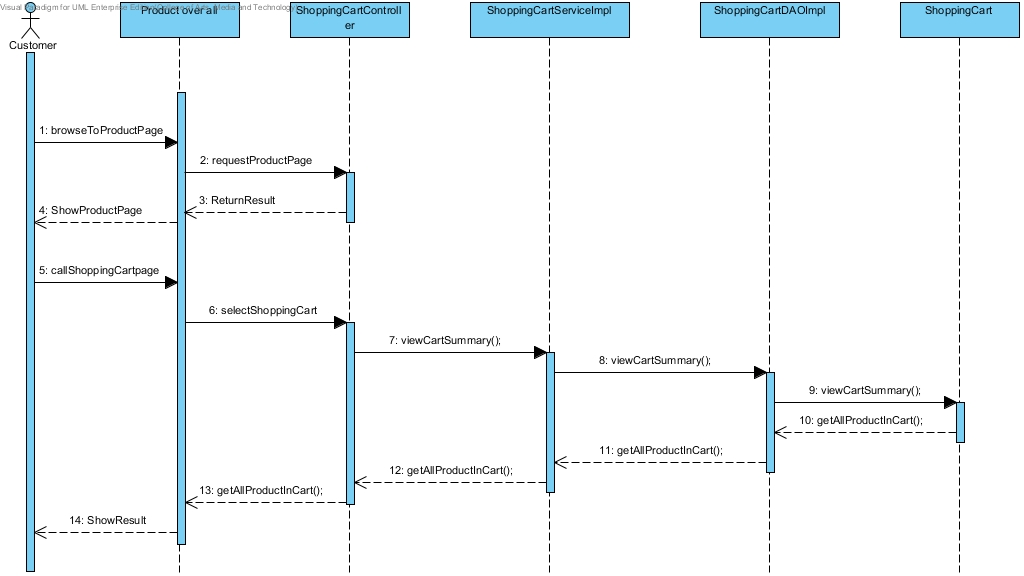 Visual Paradigm for UML Enterprise Edition
Media and Technology
Product over all
ShoppingCartControll
er
ShoppingCartServiceImpl
ShoppingCartDAOImpl
ShoppingCart
Customer
1: browseToProductPage
2: requestProductPage
3: ReturnResult
4: ShowProductPage
5: callShoppingCartpage
6: selectShoppingCart
7: viewCartSummary();
8: viewCartSummary();
9: viewCartSummary();
10: getAllProductInCart();
11: getAllProductInCart();
12: getAllProductInCart();
13: getAllProductInCart();
14: ShowResult